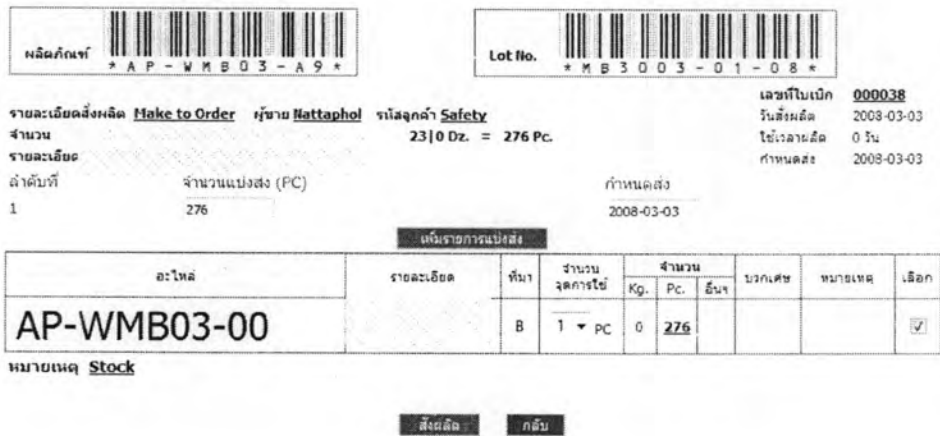 ผลิตภัณฑ์ *AP-WMB03-A9*
Lot No. *MB3003-01-08*
เลขที่ใบเบิก 000038
รายละเอียดสั่งผลิต Make to Order ผู้ขาย Nattaphol รหัสลูกค้า Safety
วันสั่งผลิต 2008-03-03
จำนวน 23|0 Dz. = 276 Pc.
ใช้เวลาผลิต 0 วัน
รายละเอียด
กำหนดส่ง 2008-03-03
ลำดับที่ จำนวนแบ่งส่ง (PC) กำหนดส่ง
1 276 2008-03-03
เพิ่มรายการแบ่งส่ง
อะไหล่ รายละเอียด ที่มา จำนวนจุดการใช้ จำนวน บวกเศษ หมายเหตุ เลือก
Kg. Pc. อื่นๆ
AP-WMB03-00 B 1 PC 0 276
หมายเหตุ Stock
สั่งผลิต กลับ